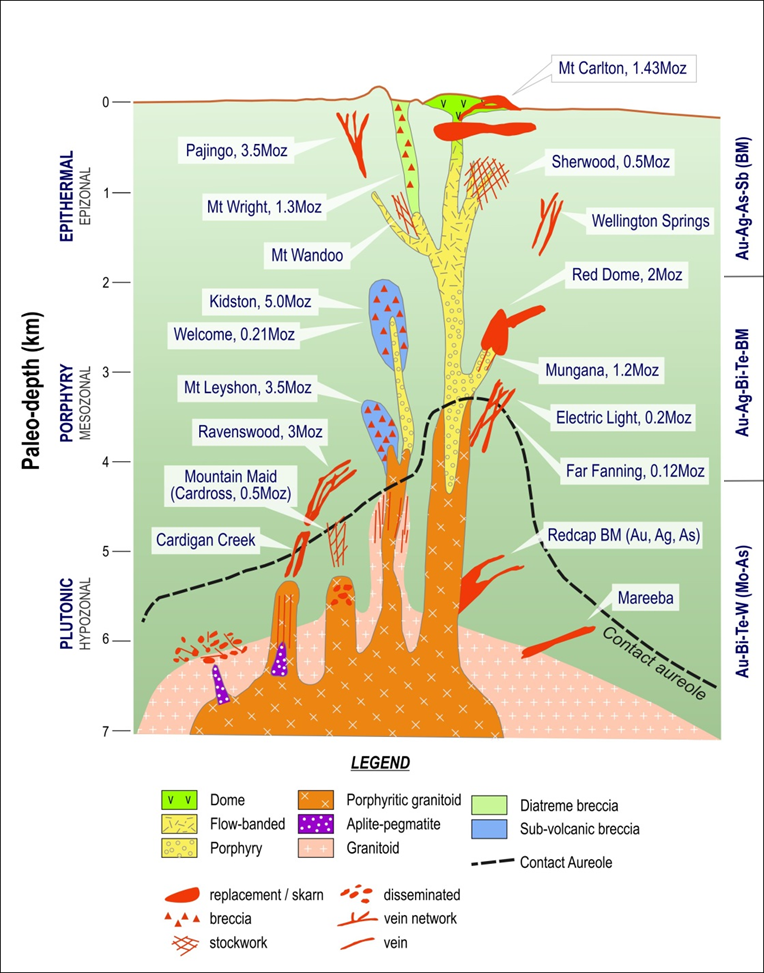 Mt Carlton, 1.43Moz
0
Pajingo, 3.5Moz
Sherwood, 0.5Moz
EPITHERMAL
EPIZONAL
Au-Ag-As-Sb (BM)
1
Mt Wright, 1.3Moz
Wellington Springs
Mt Wandoo
Red Dome, 2Moz
2
Kidston, 5.0Moz
Welcome, 0.21Moz
Paleo-depth (km)
3
Mungana, 1.2Moz
PORPHYRY
MESOZONAL
Au-Ag-Bi-Te-BM
Mt Leyshon, 3.5Moz
Electric Light, 0.2Moz
Ravenswood, 3Moz
4
Far Fanning, 0.12Moz
Mountain Maid
(Cardross, 0.5Moz)
Redcap BM (Au, Ag, As)
Cardigan Creek
5
PLUTONIC
HYPOZONAL
Au-Bi-Te-W (Mo-As)
Mareeba
6
Contact aureole
7
LEGEND
Dome
Flow-banded
Porphyry
Porphyritic granitoid
Aplite-pegmatite
Granitoid
Diatreme breccia
Sub-volcanic breccia
Contact Aureole
replacement / skarn
breccia
stockwork
disseminated
vein network
vein